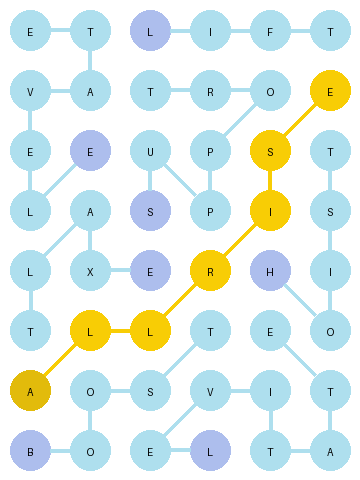 E T L I F T
V A T R O E
E E U P S T
L A S P I S
L X E R H I
T L L T E O
A O S V I T
B O E L T A